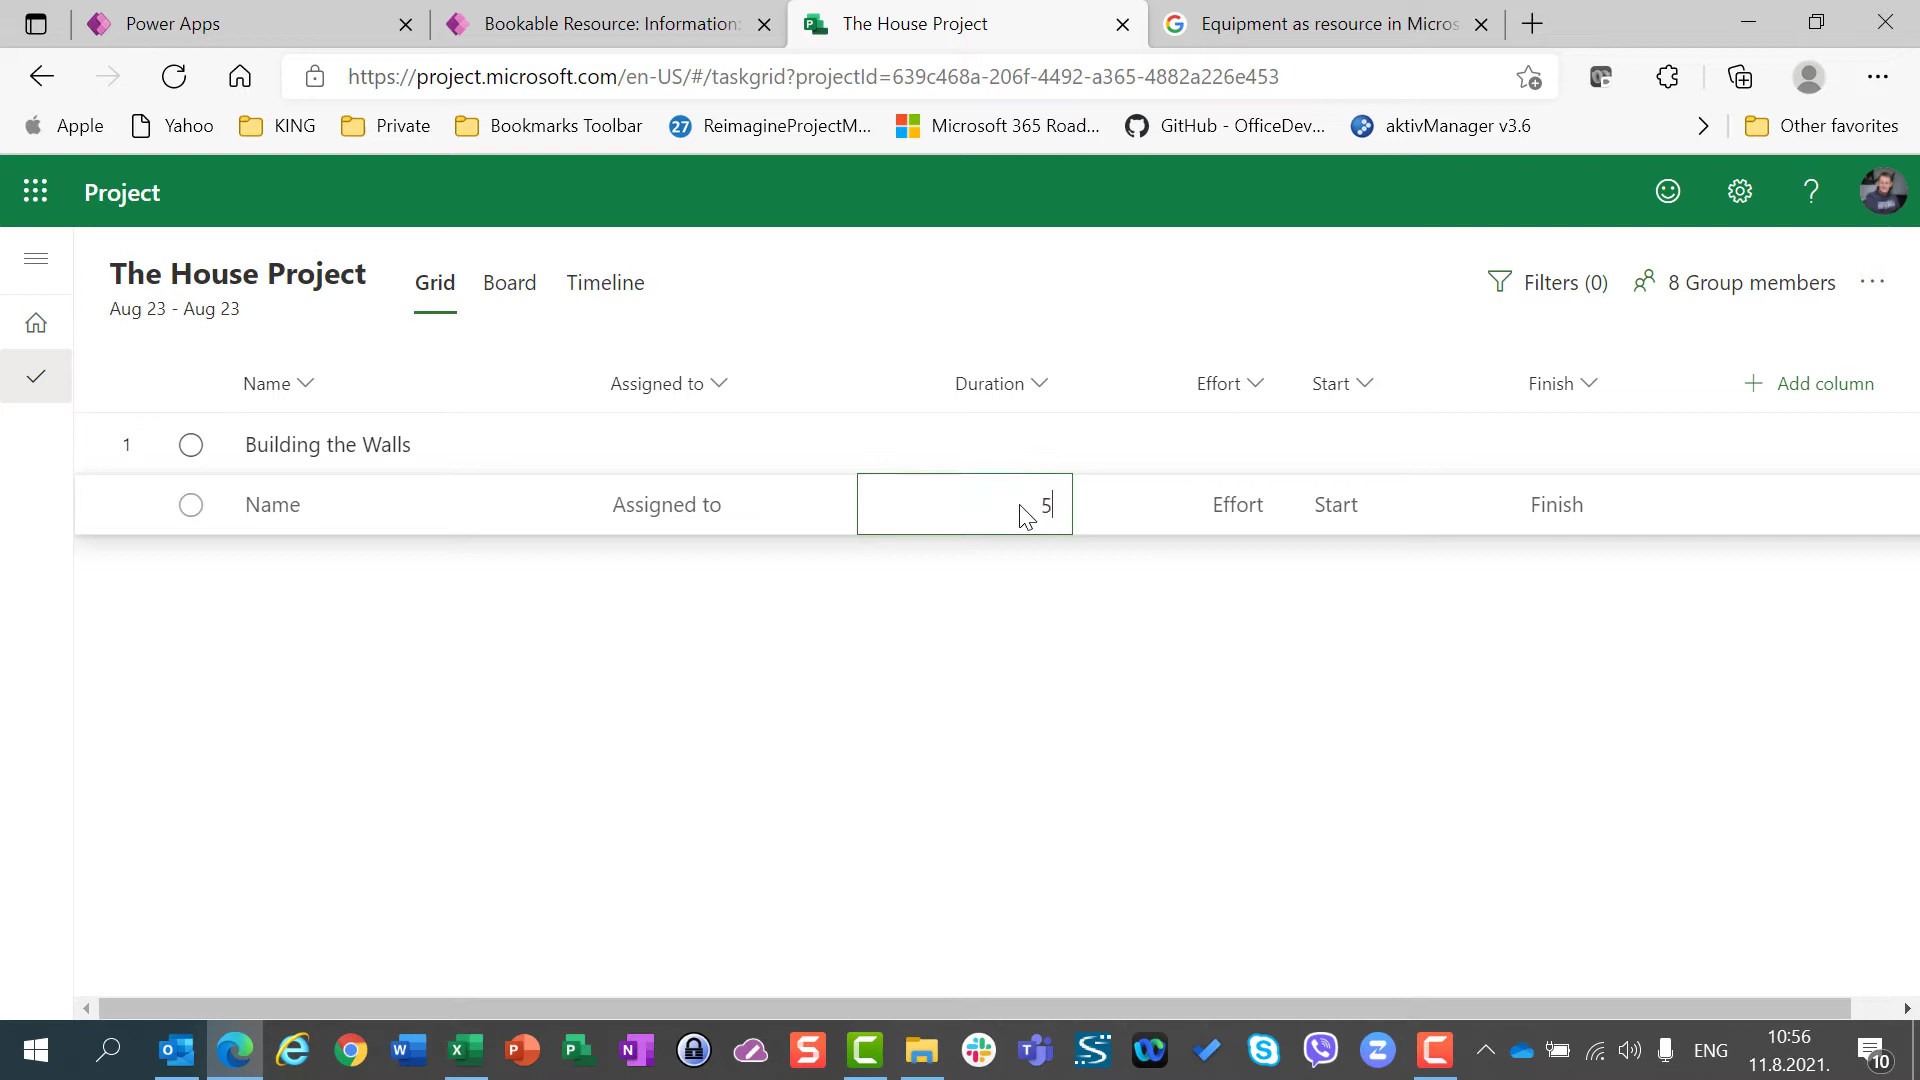 Power Apps
Bookable Resource: Information:
The House Project
Equipment as resource in Micros
https://project.microsoft.com/en-US/#/taskgrid?projectId=639c468a-206f-4492-a365-4882a226e453
Apple
Yahoo
KING
Private
Bookmarks Toolbar
27
ReimagineProjectM...
Microsoft 365 Road...
GitHub - OfficeDev...
aktivManager v3.6
Other favorites
Project
The House Project
Aug 23 - Aug 23
Grid
Board
Timeline
Filters (0)
8 Group members
Name
Assigned to
Duration
Effort
Start
Finish
Add column
1
Building the Walls
Name
Assigned to
5
Effort
Start
Finish
ENG
10:56
11.8.2021.
10